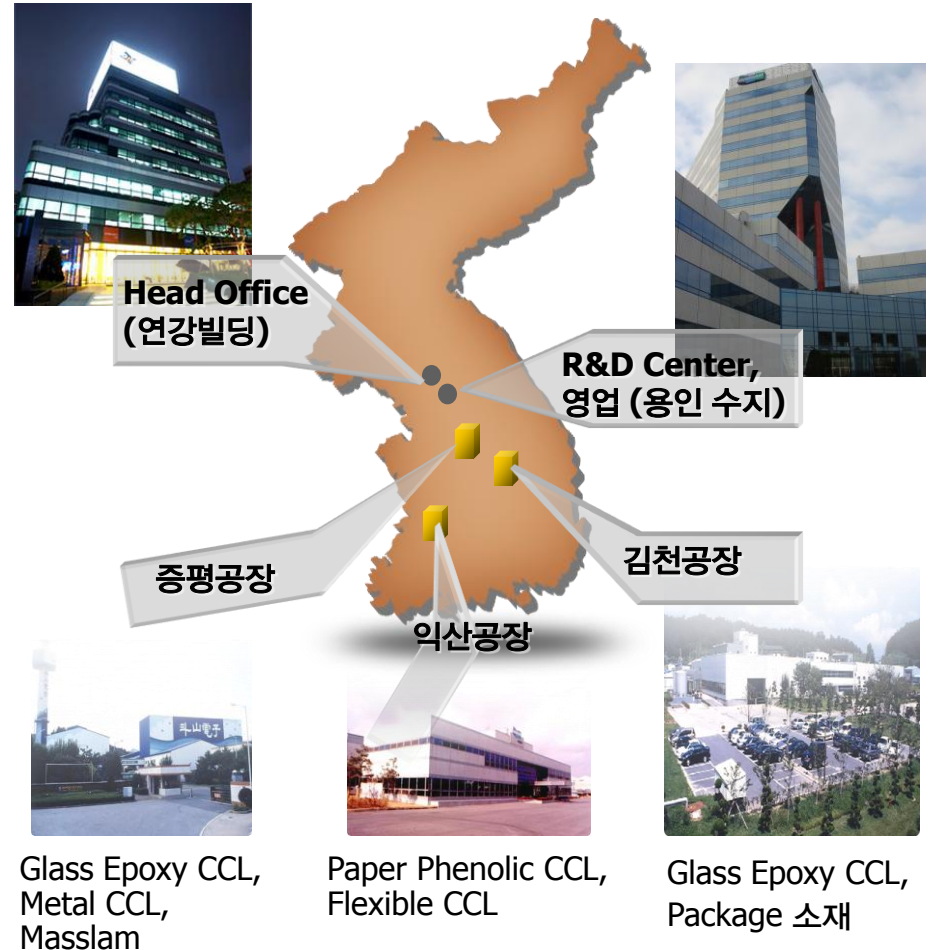 Head Office
(연강빌딩)
R&D Center,
영업 (용인 수지)
증평공장
김천공장
익산공장
斗山電子
Glass Epoxy CCL,
Metal CCL,
Masslam
Paper Phenolic CCL,
Flexible CCL
Glass Epoxy CCL,
Package 소재